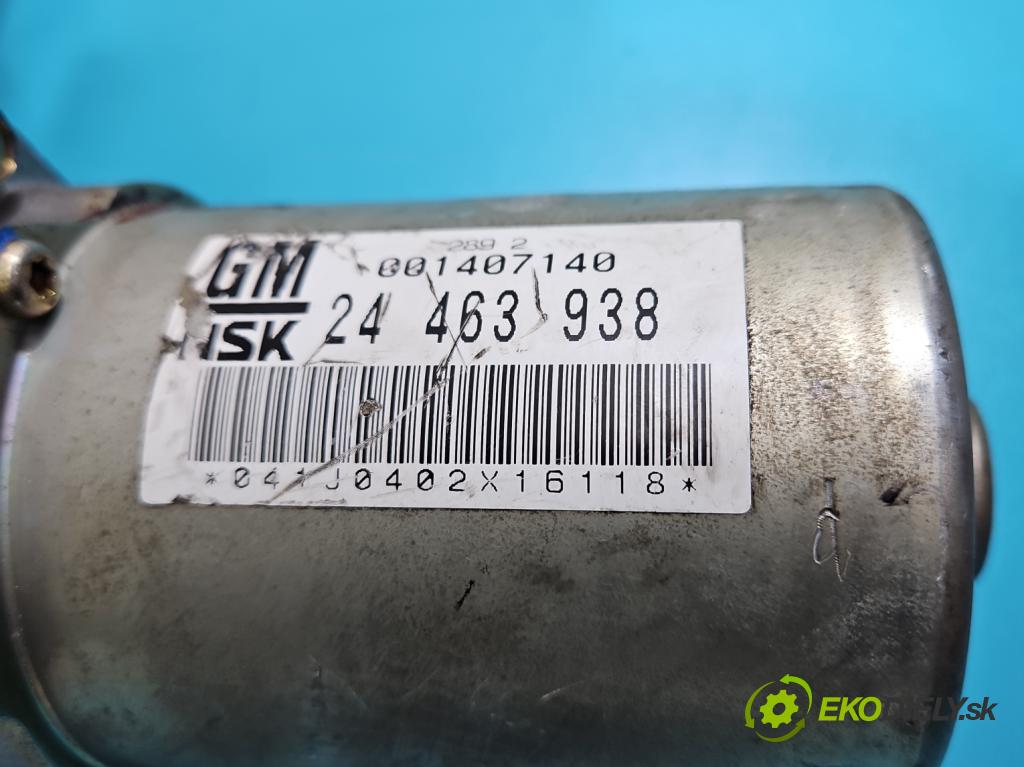 GM 289 2
001407140
NSK 24 463 938
*041J0402X16118*
EKODIELY.sk